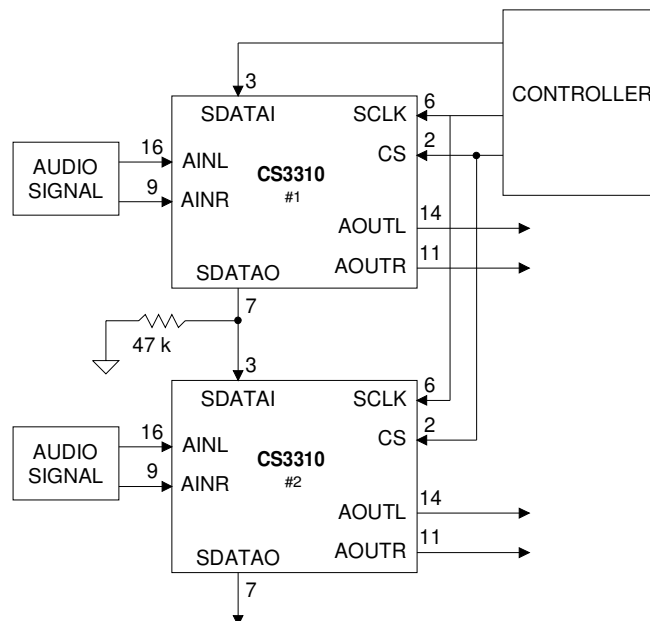 CONTROLLER
3
SDATAI
SCLK
6
CS
2
AUDIO
SIGNAL
16
AINL
9
AINR
CS3310
#1
AOUTL
14
AOUTR
11
SDATAO
7
47 k
3
SDATAI
SCLK
6
CS
2
AUDIO
SIGNAL
16
AINL
9
AINR
CS3310
#2
AOUTL
14
AOUTR
11
SDATAO
7